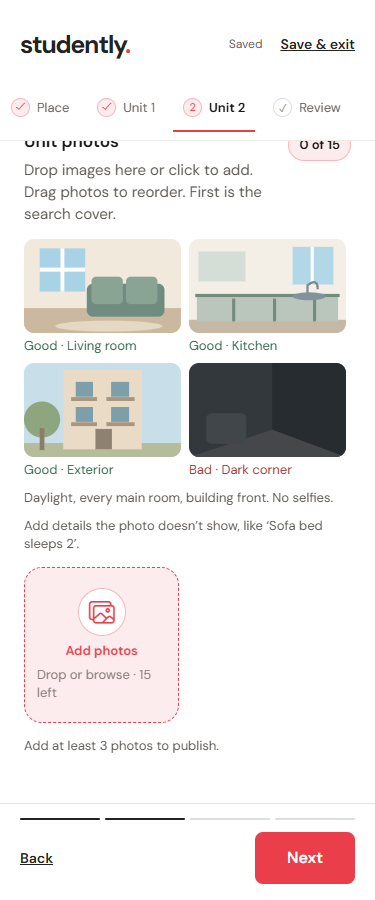 studently.
Saved
Save & exit
Place
Unit 1
2
Unit 2
Review
Unit photos
0 of 15
Drop images here or click to add.
Drag photos to reorder. First is the
search cover.
Good · Living room
Good · Kitchen
Good · Exterior
Bad · Dark corner
Daylight, every main room, building front. No selfies.
Add details the photo doesn’t show, like ‘Sofa bed
sleeps 2’.
Add photos
Drop or browse · 15
left
Add at least 3 photos to publish.
Back
Next